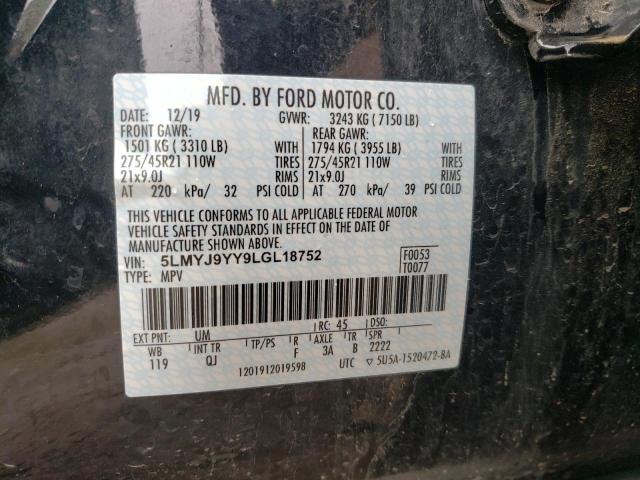 MFD. BY FORD MOTOR CO.
DATE: 12/19 GVWR: 3243 KG ( 7150 LB)
FRONT GAWR: REAR GAWR:
1501 KG ( 3310 LB) 1794 KG ( 3955 LB)
275/45R21 110W TIRES 275/45R21 110W TIRES
21x9.0J RIMS 21x9.0J RIMS
AT 220 kPa/ 32 PSI COLD AT 270 kPa/ 39 PSI COLD
THIS VEHICLE CONFORMS TO ALL APPLICABLE FEDERAL MOTOR
VEHICLE SAFETY STANDARDS IN EFFECT ON THE DATE OF
MANUFACTURE SHOWN ABOVE.
VIN: 5LMYJ9YY9LGL18752 F0053
TYPE: MPV T0077
EXT PNT: UM RC: 45 DSO:
WB INT TR TP/PS R AXLE TR SPR
119 QJ F 3A B 2222
1201912019598 UTC ▽ 5U5A-1520472-BA